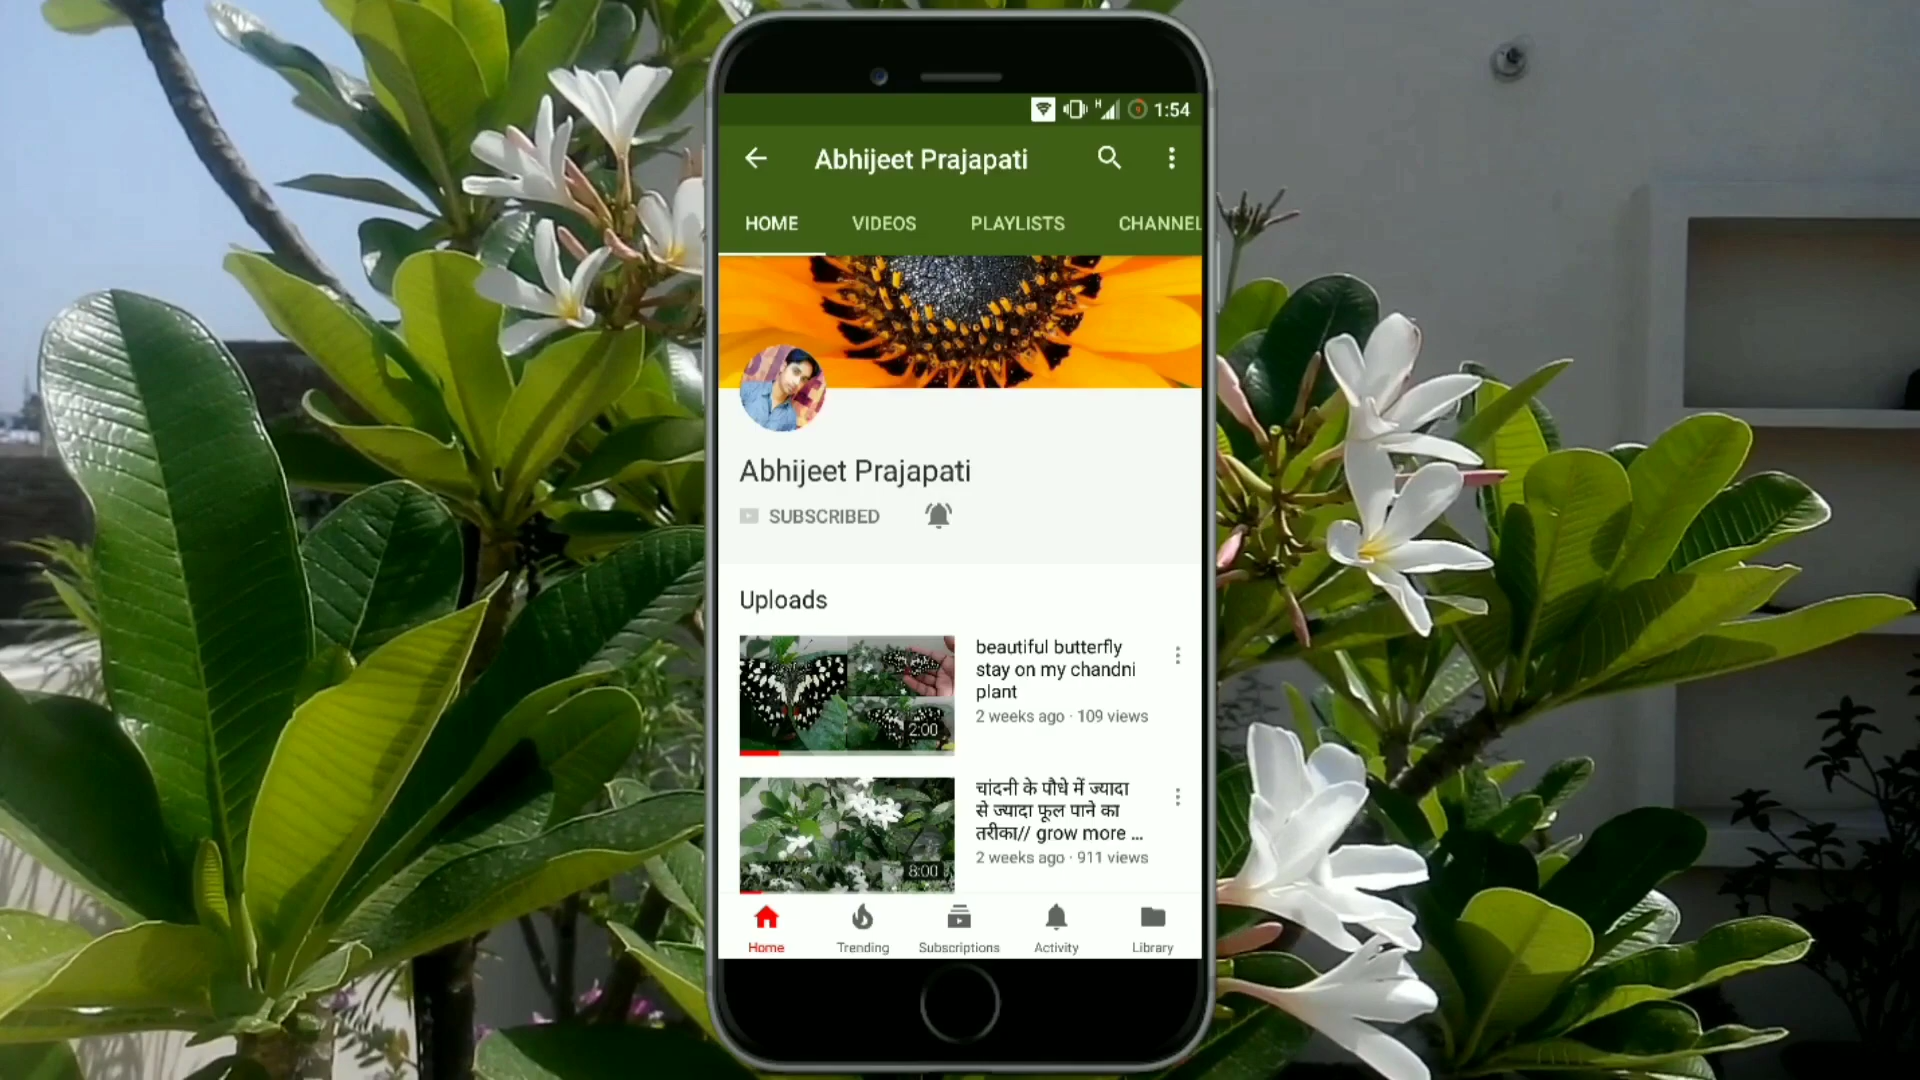 1:54
Abhijeet Prajapati
HOME VIDEOS PLAYLISTS CHANNEL
Abhijeet Prajapati
SUBSCRIBED
Uploads
beautiful butterfly
stay on my chandni
plant
2 weeks ago · 109 views
2:00
चांदनी के पौधे में ज्यादा
से ज्यादा फूल पाने का
तरीका// grow more ...
2 weeks ago · 911 views
8:00
Home Trending Subscriptions Activity Library